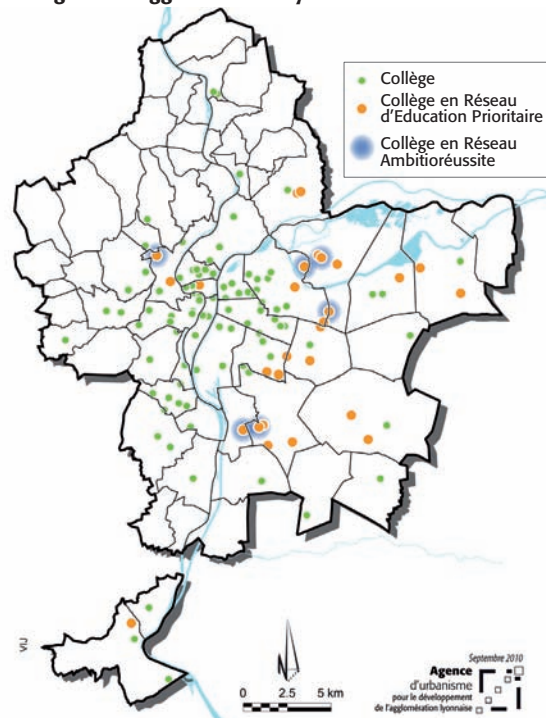 Collège
Collège en Réseau
d'Education Prioritaire
Collège en Réseau
Ambitioréussite
VIJ
N
0 2.5 5 km
Septembre 2010
Agence
d'urbanisme
pour le développement
de l'agglomération lyonnaise